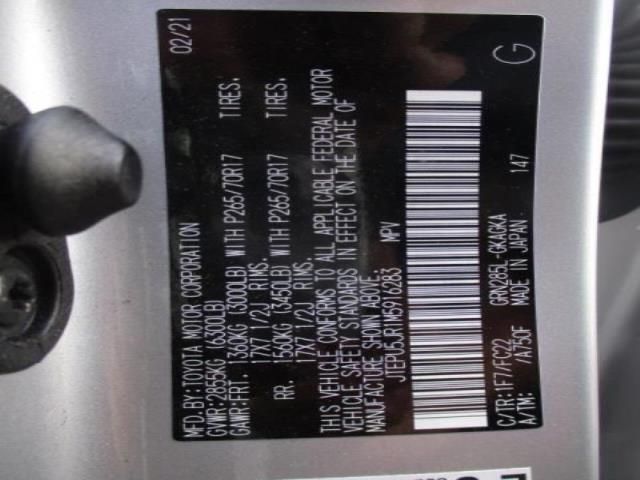 MFD.BY:TOYOTA MOTOR CORPORATION 02/21
GVWR:2855KG (6300LB)
GAWR:FRT. 1360KG (3000LB) WITH P265/70R17 TIRES.
17X7 1/2J RIMS.
RR. 1560KG (3450LB) WITH P265/70R17 TIRES.
17X7 1/2J RIMS.
THIS VEHICLE CONFORMS TO ALL APPLICABLE FEDERAL MOTOR
VEHICLE SAFETY STANDARDS IN EFFECT ON THE DATE OF
MANUFACTURE SHOWN ABOVE.
JTEPU5JR1M5916283 MPV
C/TR:1F7/FC22 GRN285L-GKAGKA 147
A/TM: /A750F MADE IN JAPAN G